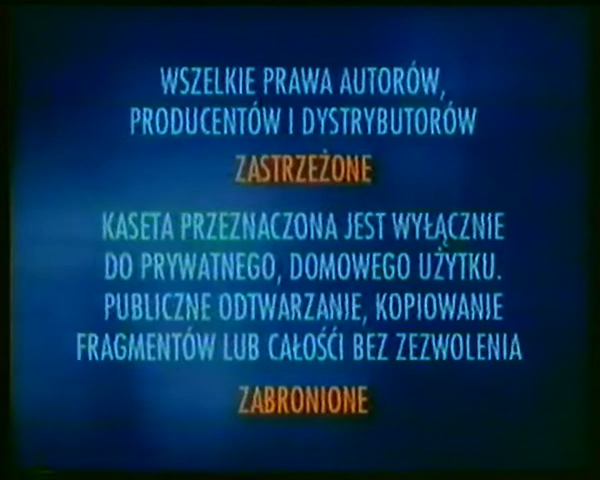 WSZELKIE PRAWA AUTORÓW,
PRODUCENTÓW I DYSTRYBUTORÓW
ZASTRZEŻONE
KASETA PRZEZNACZONA JEST WYŁĄCZNIE
DO PRYWATNEGO, DOMOWEGO UŻYTKU.
PUBLICZNE ODTWARZANIE, KOPIOWANIE
FRAGMENTÓW LUB CAŁOŚĆI BEZ ZEZWOLENIA
ZABRONIONE